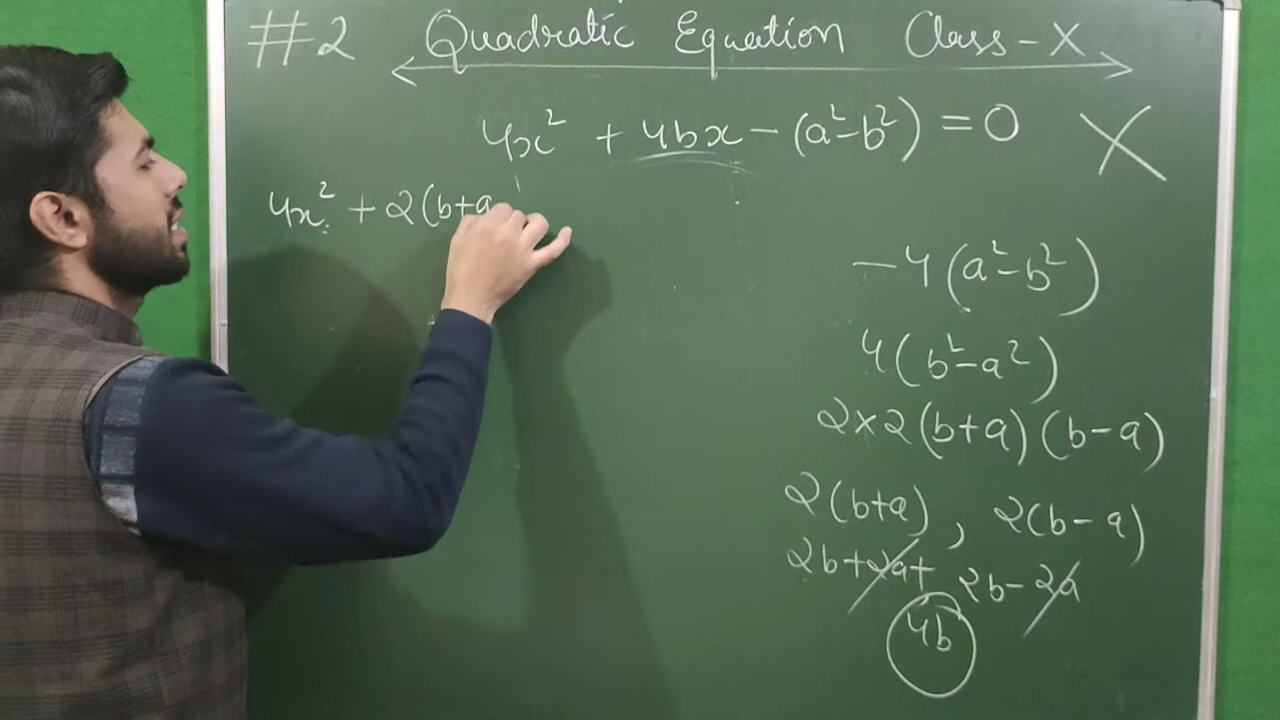 #2 Quadratic Equation Class-X
4x² + 4bx - (a²-b²) = 0
4x² + 2(b+a
-4(a²-b²)
4(b²-a²)
2×2(b+a)(b-a)
2(b+a), 2(b-a)
2b+2a+ 2b-2a
4b